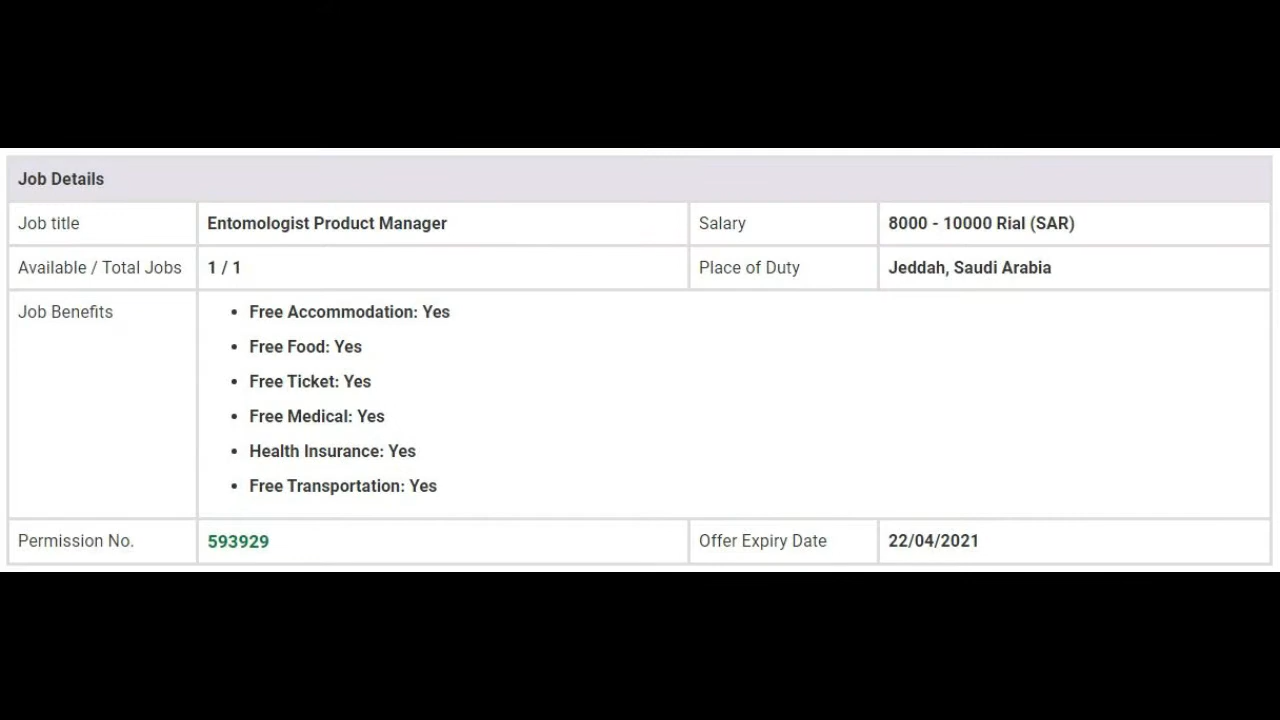 Job Details
Job title Entomologist Product Manager Salary 8000 - 10000 Rial (SAR)
Available / Total Jobs 1 / 1 Place of Duty Jeddah, Saudi Arabia
Job Benefits
• Free Accommodation: Yes
• Free Food: Yes
• Free Ticket: Yes
• Free Medical: Yes
• Health Insurance: Yes
• Free Transportation: Yes
Permission No. 593929 Offer Expiry Date 22/04/2021